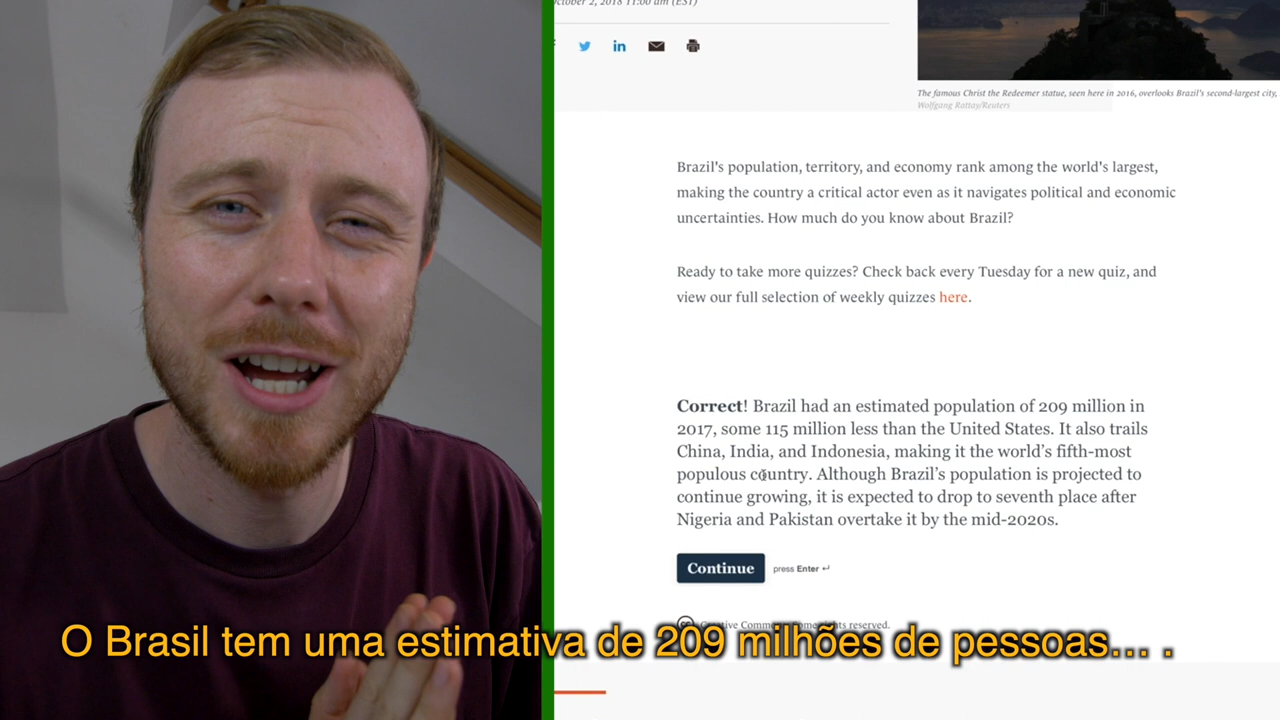 October 2, 2018 11:00 am (EST)
The famous Christ the Redeemer statue, seen here in 2016, overlooks Brazil's second-largest city,
Wolfgang Rattay/Reuters
Brazil's population, territory, and economy rank among the world's largest,
making the country a critical actor even as it navigates political and economic
uncertainties. How much do you know about Brazil?
Ready to take more quizzes? Check back every Tuesday for a new quiz, and
view our full selection of weekly quizzes here.
Correct! Brazil had an estimated population of 209 million in
2017, some 115 million less than the United States. It also trails
China, India, and Indonesia, making it the world's fifth-most
populous country. Although Brazil's population is projected to
continue growing, it is expected to drop to seventh place after
Nigeria and Pakistan overtake it by the mid-2020s.
Continue press Enter ↵
cc Creative Commons rights reserved.
O Brasil tem uma estimativa de 209 milhões de pessoas... .